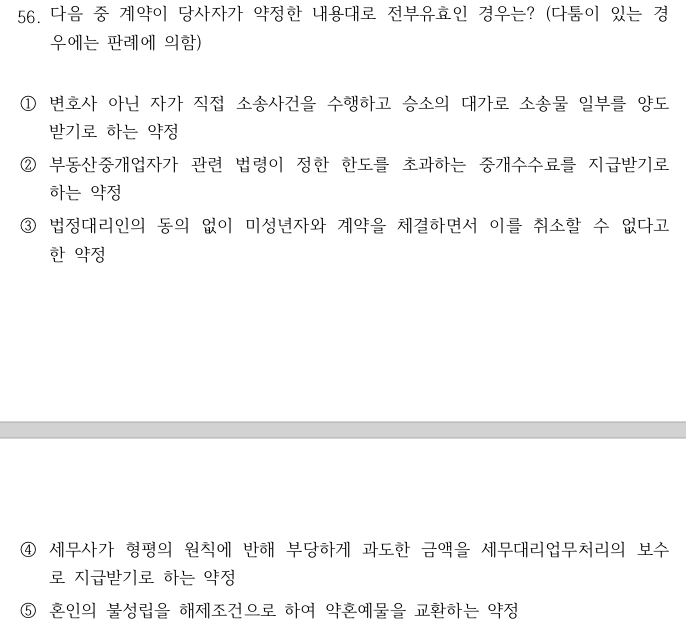 56. 다음 중 계약이 당사자가 약정한 내용대로 전부유효인 경우는? (다툼이 있는 경
우에는 판례에 의함)
① 변호사 아닌 자가 직접 소송사건을 수행하고 승소의 대가로 소송물 일부를 양도
받기로 하는 약정
② 부동산중개업자가 관련 법령이 정한 한도를 초과하는 중개수수료를 지급받기로
하는 약정
③ 법정대리인의 동의 없이 미성년자와 계약을 체결하면서 이를 취소할 수 없다고
한 약정
④ 세무사가 형평의 원칙에 반해 부당하게 과도한 금액을 세무대리업무처리의 보수
로 지급받기로 하는 약정
⑤ 혼인의 불성립을 해제조건으로 하여 약혼예물을 교환하는 약정